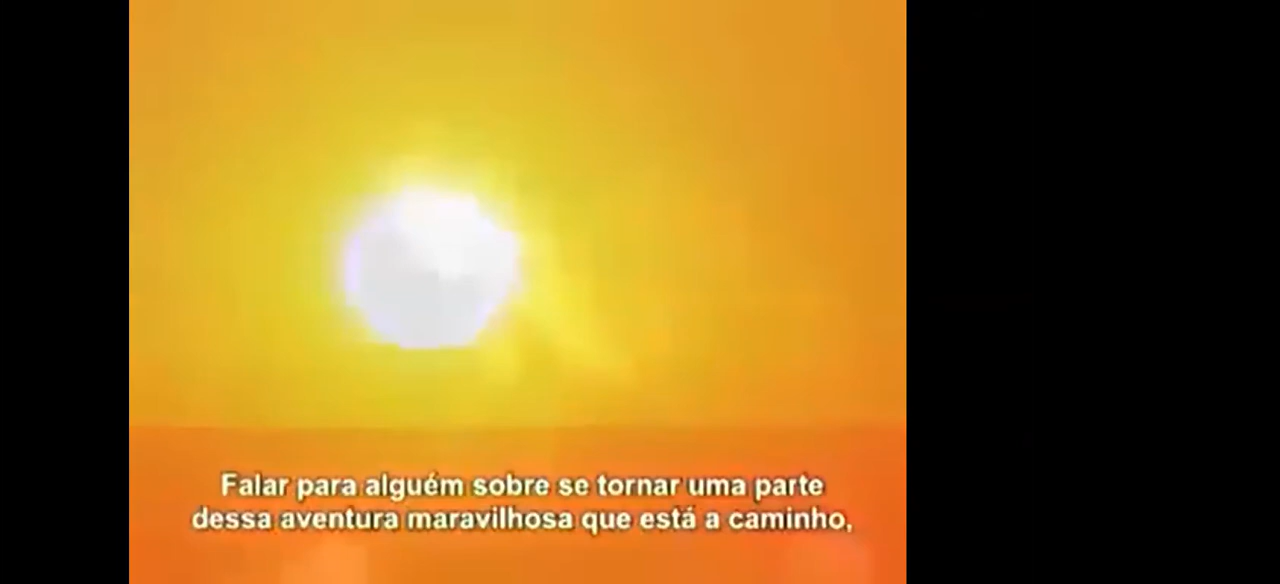 Falar para alguém sobre se tornar uma parte
dessa aventura maravilhosa que está a caminho,